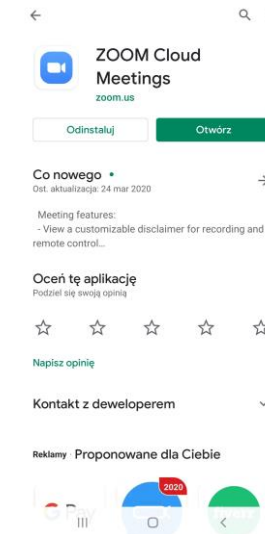 ZOOM Cloud
Meetings
zoom.us
Odinstaluj
Otwórz
Co nowego •
Ost. aktualizacja: 24 mar 2020
Meeting features:
- View a customizable disclaimer for recording and
remote control...
Oceń tę aplikację
Podziel się swoją opinią
Napisz opinię
Kontakt z deweloperem
Reklamy · Proponowane dla Ciebie
2020
G Pay